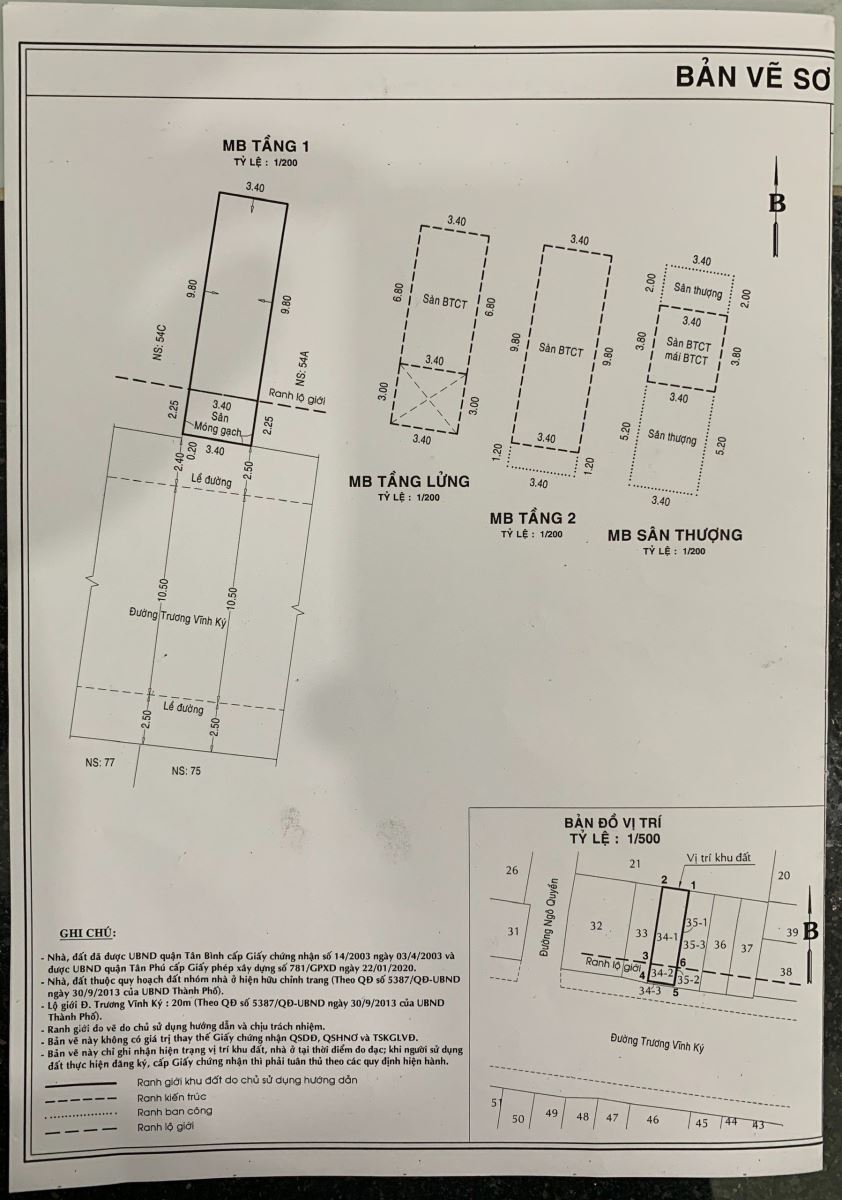 BẢN VẼ SƠ
MB TẦNG 1
TỶ LỆ : 1/200
3.40
9.80
9.80
NS: 54C
NS: 54A
Ranh lộ giới
2.25
3.40
Sân
Móng gạch
2.25
0.20
3.40
2.40
2.50
Lề đường
10.50
10.50
Đường Trương Vĩnh Ký
Lề đường
2.50
2.50
NS: 77
NS: 75
3.40
6.80
Sàn BTCT
6.80
3.40
3.00
3.00
3.40
MB TẦNG LỬNG
TỶ LỆ : 1/200
3.40
9.80
Sàn BTCT
9.80
3.40
1.20
1.20
3.40
MB TẦNG 2
TỶ LỆ : 1/200
B
3.40
2.00
Sân thượng
2.00
3.40
3.80
Sàn BTCT
mái BTCT
3.80
3.40
5.20
Sân thượng
5.20
3.40
MB SÂN THƯỢNG
TỶ LỆ : 1/200
BẢN ĐỒ VỊ TRÍ
TỶ LỆ : 1/500
Vị trí khu đất
26
21
20
2
1
Đường Ngô Quyền
31
32
33
34-1
35-1
35-3
36
37
39
B
3
6
Ranh lộ giới
4
34-2
35-2
38
34-3
5
Đường Trương Vĩnh Ký
51
50
49
48
47
46
45
44
43
GHI CHÚ:
- Nhà, đất đã được UBND quận Tân Bình cấp Giấy chứng nhận số 14/2003 ngày 03/4/2003 và
được UBND quận Tân Phú cấp Giấy phép xây dựng số 781/GPXD ngày 22/01/2020.
- Nhà, đất thuộc quy hoạch đất nhóm nhà ở hiện hữu chỉnh trang (Theo QĐ số 5387/QĐ-UBND
ngày 30/9/2013 của UBND Thành Phố).
- Lộ giới Đ. Trương Vĩnh Ký : 20m (Theo QĐ số 5387/QĐ-UBND ngày 30/9/2013 của UBND
Thành Phố).
- Ranh giới đo vẽ do chủ sử dụng hướng dẫn và chịu trách nhiệm.
- Bản vẽ này không có giá trị thay thế Giấy chứng nhận QSDĐ, QSHNƠ và TSKGLVĐ.
- Bản vẽ này chỉ ghi nhận hiện trạng vị trí khu đất, nhà ở tại thời điểm đo đạc; khi người sử dụng
đất thực hiện đăng ký, cấp Giấy chứng nhận thì phải tuân thủ theo các quy định hiện hành.
Ranh giới khu đất do chủ sử dụng hướng dẫn
Ranh kiến trúc
Ranh ban công
Ranh lộ giới